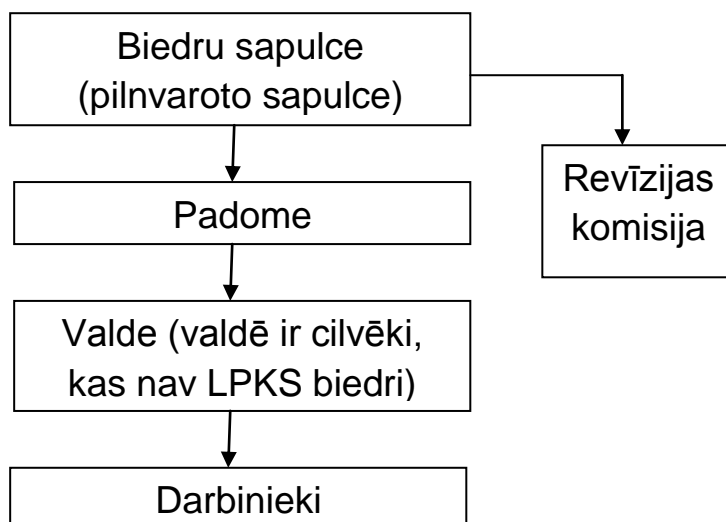 Biedru sapulce
(pilnvaroto sapulce)
Revīzijas
komisija
Padome
Valde (valdē ir cilvēki,
kas nav LPKS biedri)
Darbinieki